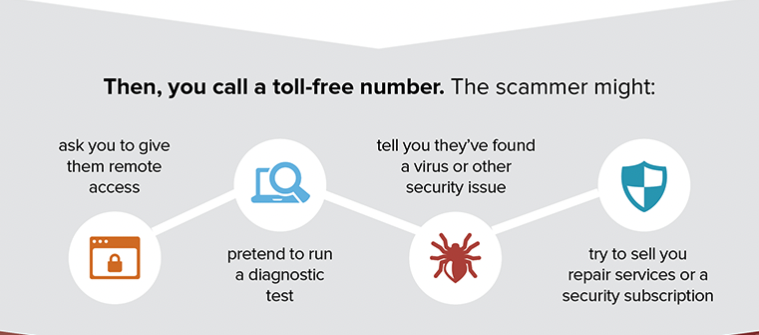 Then, you call a toll-free number. The scammer might:
ask you to give
them remote
access
pretend to run
a diagnostic
test
tell you they've found
a virus or other
security issue
try to sell you
repair services or a
security subscription